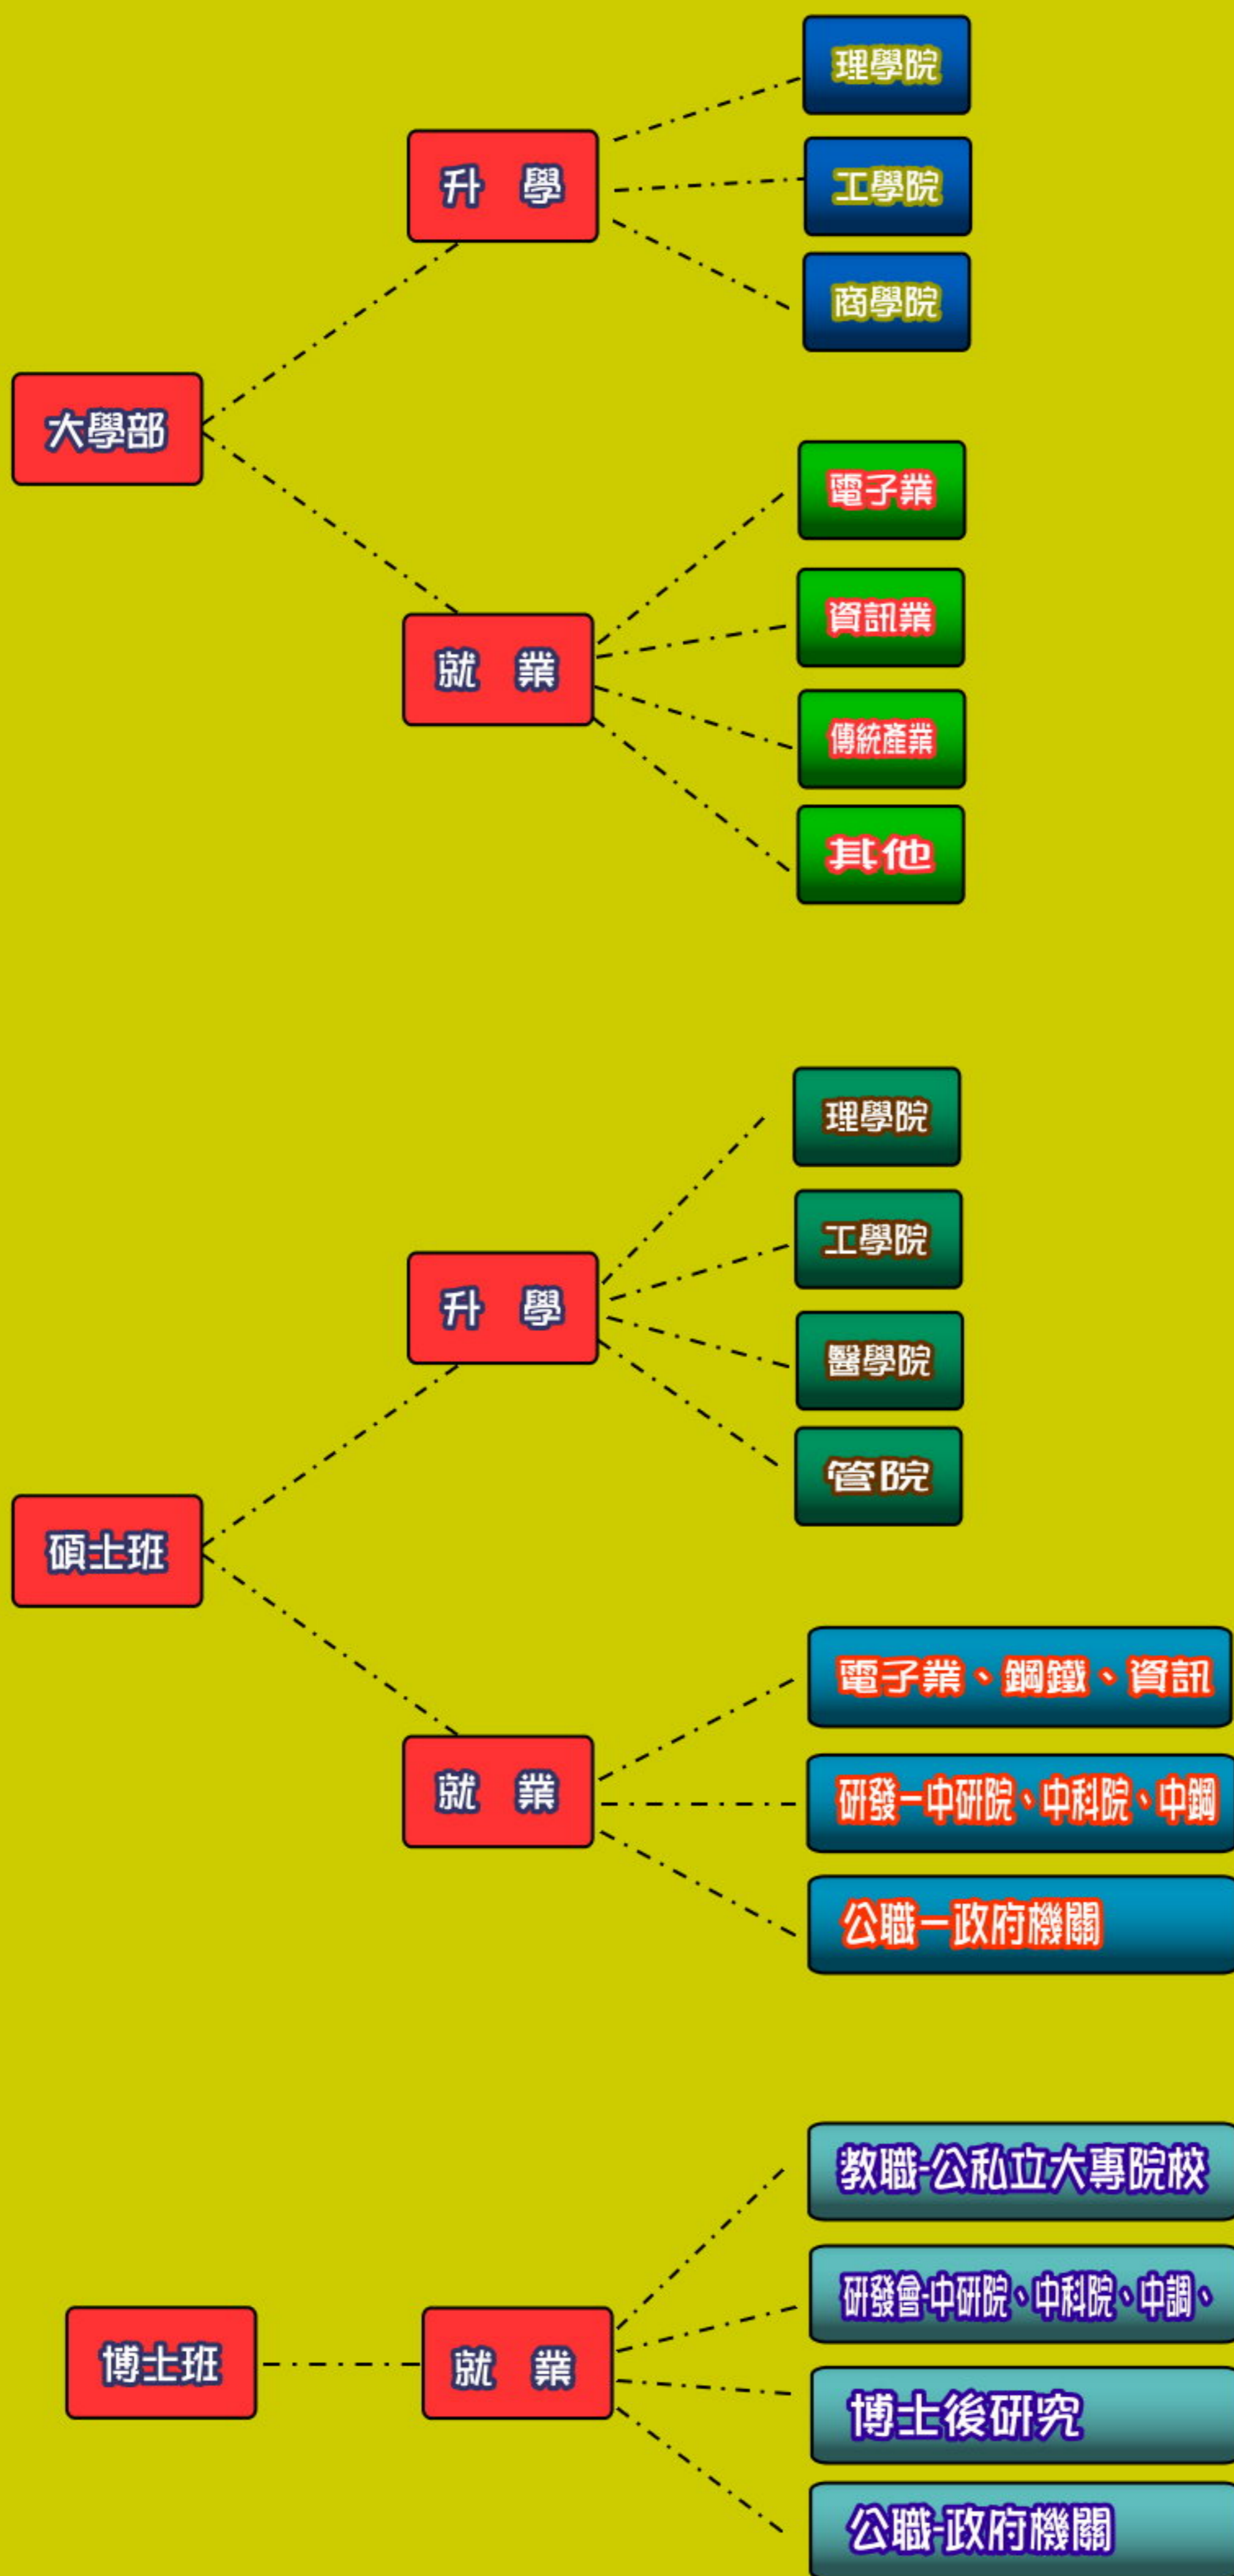 大學部
升 學
理學院
工學院
商學院
就 業
電子業
資訊業
傳統產業
其他
碩士班
升 學
理學院
工學院
醫學院
管院
就 業
電子業、鋼鐵、資訊
研發一中研院、中科院、中鋼
公職一政府機關
博士班
就 業
教職-公私立大專院校
研發會-中研院、中科院、中調、
博士後研究
公職-政府機關